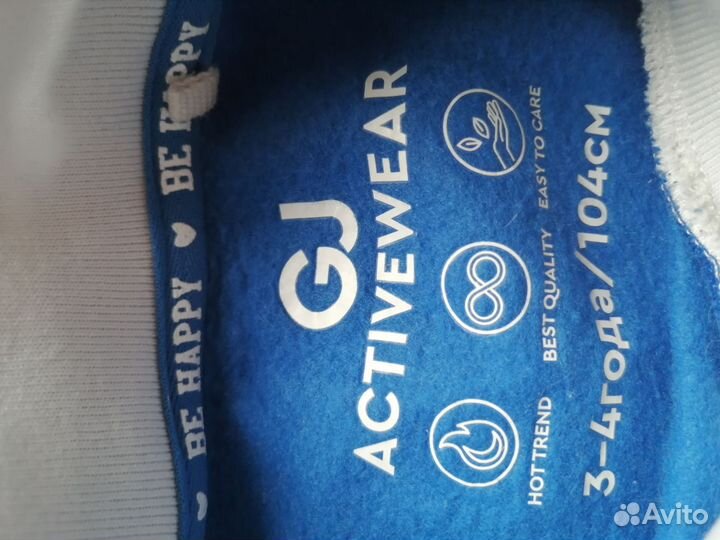 BE HAPPY BE HAPPY
GJ
ACTIVEWEAR
HOT TREND
BEST QUALITY
EASY TO CARE
3-4года/104см
Avito